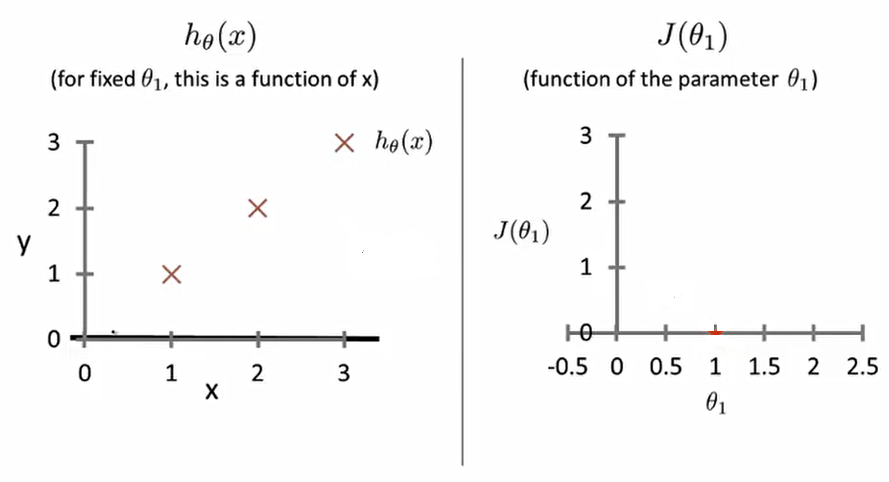 h_θ(x)
(for fixed θ₁, this is a function of x)
3
h_θ(x)
2
y
1
0
0 1 2 3
x
J(θ₁)
(function of the parameter θ₁)
3
2
J(θ₁)
1
0
-0.5 0 0.5 1 1.5 2 2.5
θ₁